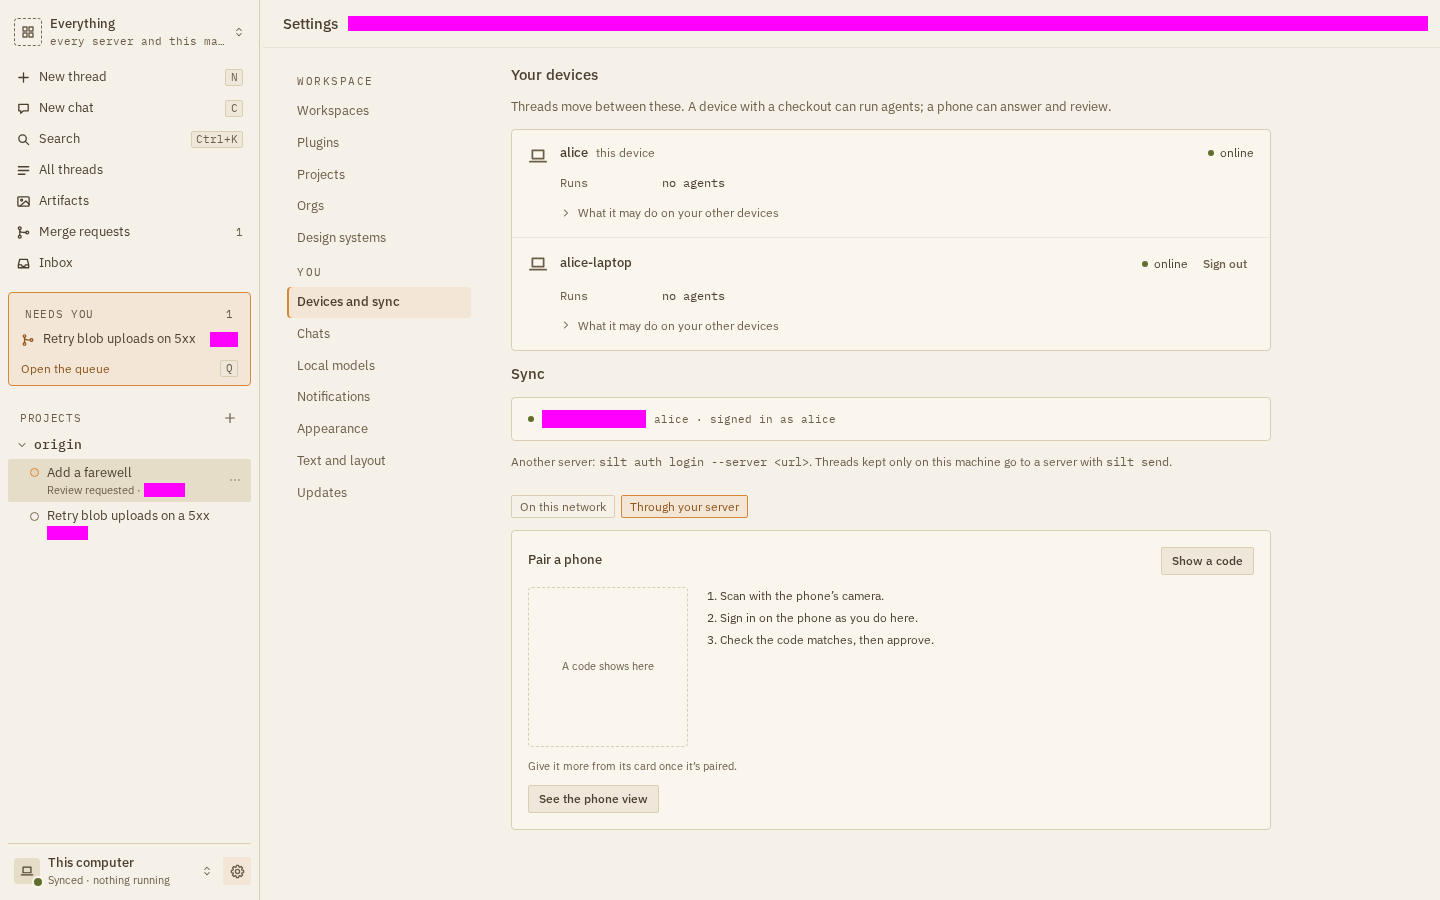 Everything
every server and this ma…
New thread N
New chat C
Search Ctrl+K
All threads
Artifacts
Merge requests 1
Inbox
NEEDS YOU 1
Retry blob uploads on 5xx
Open the queue Q
PROJECTS
origin
Add a farewell
Review requested ·
Retry blob uploads on a 5xx
This computer
Synced · nothing running
Settings
WORKSPACE
Workspaces
Plugins
Projects
Orgs
Design systems
YOU
Devices and sync
Chats
Local models
Notifications
Appearance
Text and layout
Updates
Your devices
Threads move between these. A device with a checkout can run agents; a phone can answer and review.
alice this device online
Runs no agents
What it may do on your other devices
alice-laptop online Sign out
Runs no agents
What it may do on your other devices
Sync
alice · signed in as alice
Another server: silt auth login --server <url>. Threads kept only on this machine go to a server with silt send.
On this network Through your server
Pair a phone Show a code
A code shows here
1. Scan with the phone’s camera.
2. Sign in on the phone as you do here.
3. Check the code matches, then approve.
Give it more from its card once it’s paired.
See the phone view